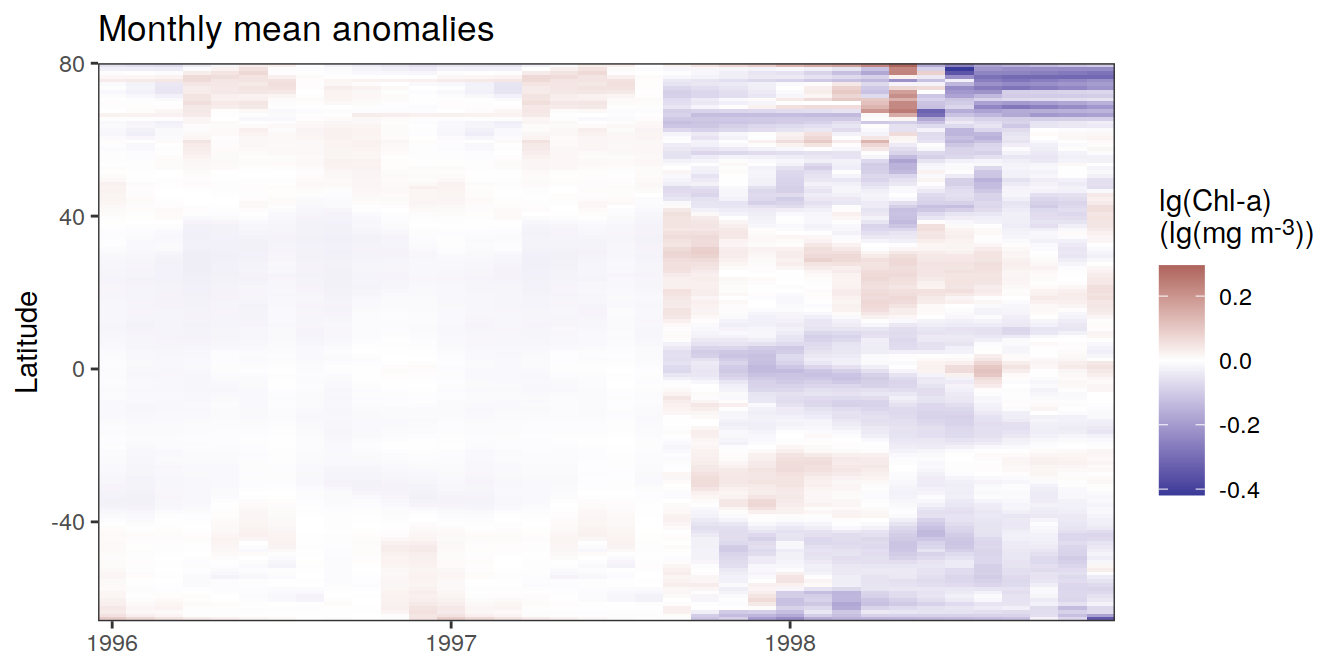 Monthly mean anomalies
80
40
0
-40
Latitude
1996
1997
1998
lg(Chl-a)
(lg(mg m⁻³))
0.2
0.0
-0.2
-0.4